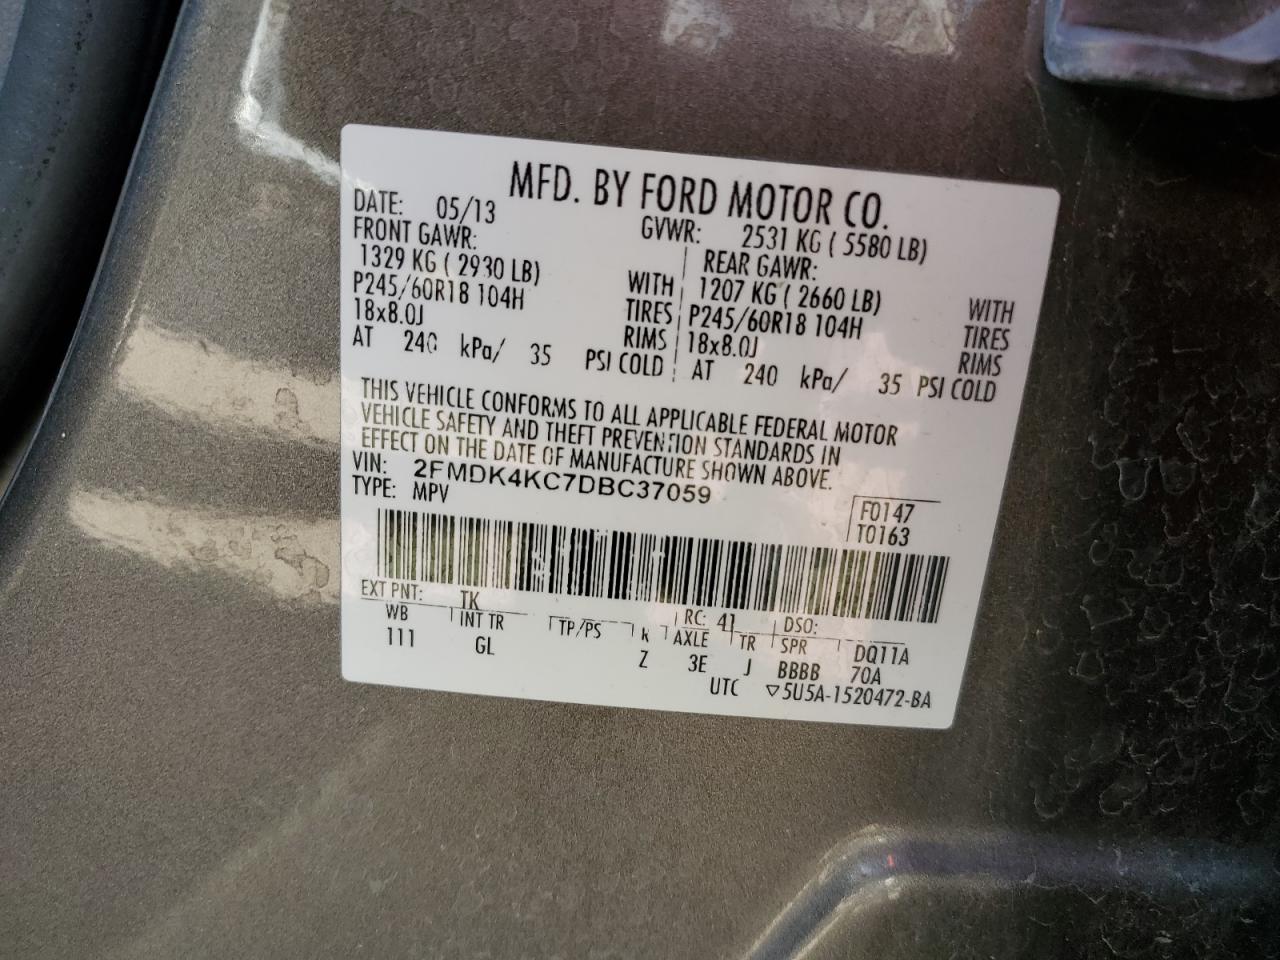 MFD. BY FORD MOTOR CO.
DATE: 05/13 GVWR: 2531 KG ( 5580 LB)
FRONT GAWR: REAR GAWR:
1329 KG ( 2930 LB) WITH 1207 KG ( 2660 LB) WITH
P245/60R18 104H TIRES P245/60R18 104H TIRES
18x8.0J RIMS 18x8.0J RIMS
AT 240 kPa/ 35 PSI COLD AT 240 kPa/ 35 PSI COLD
THIS VEHICLE CONFORMS TO ALL APPLICABLE FEDERAL MOTOR
VEHICLE SAFETY AND THEFT PREVENTION STANDARDS IN
EFFECT ON THE DATE OF MANUFACTURE SHOWN ABOVE.
VIN: 2FMDK4KC7DBC37059
TYPE: MPV
F0147
T0163
EXT PNT: TK RC: 41 DSO:
WB INT TR TP/PS R AXLE TR SPR DQ11A
111 GL Z 3E J BBBB 70A
UTC ▽5U5A-1520472-BA